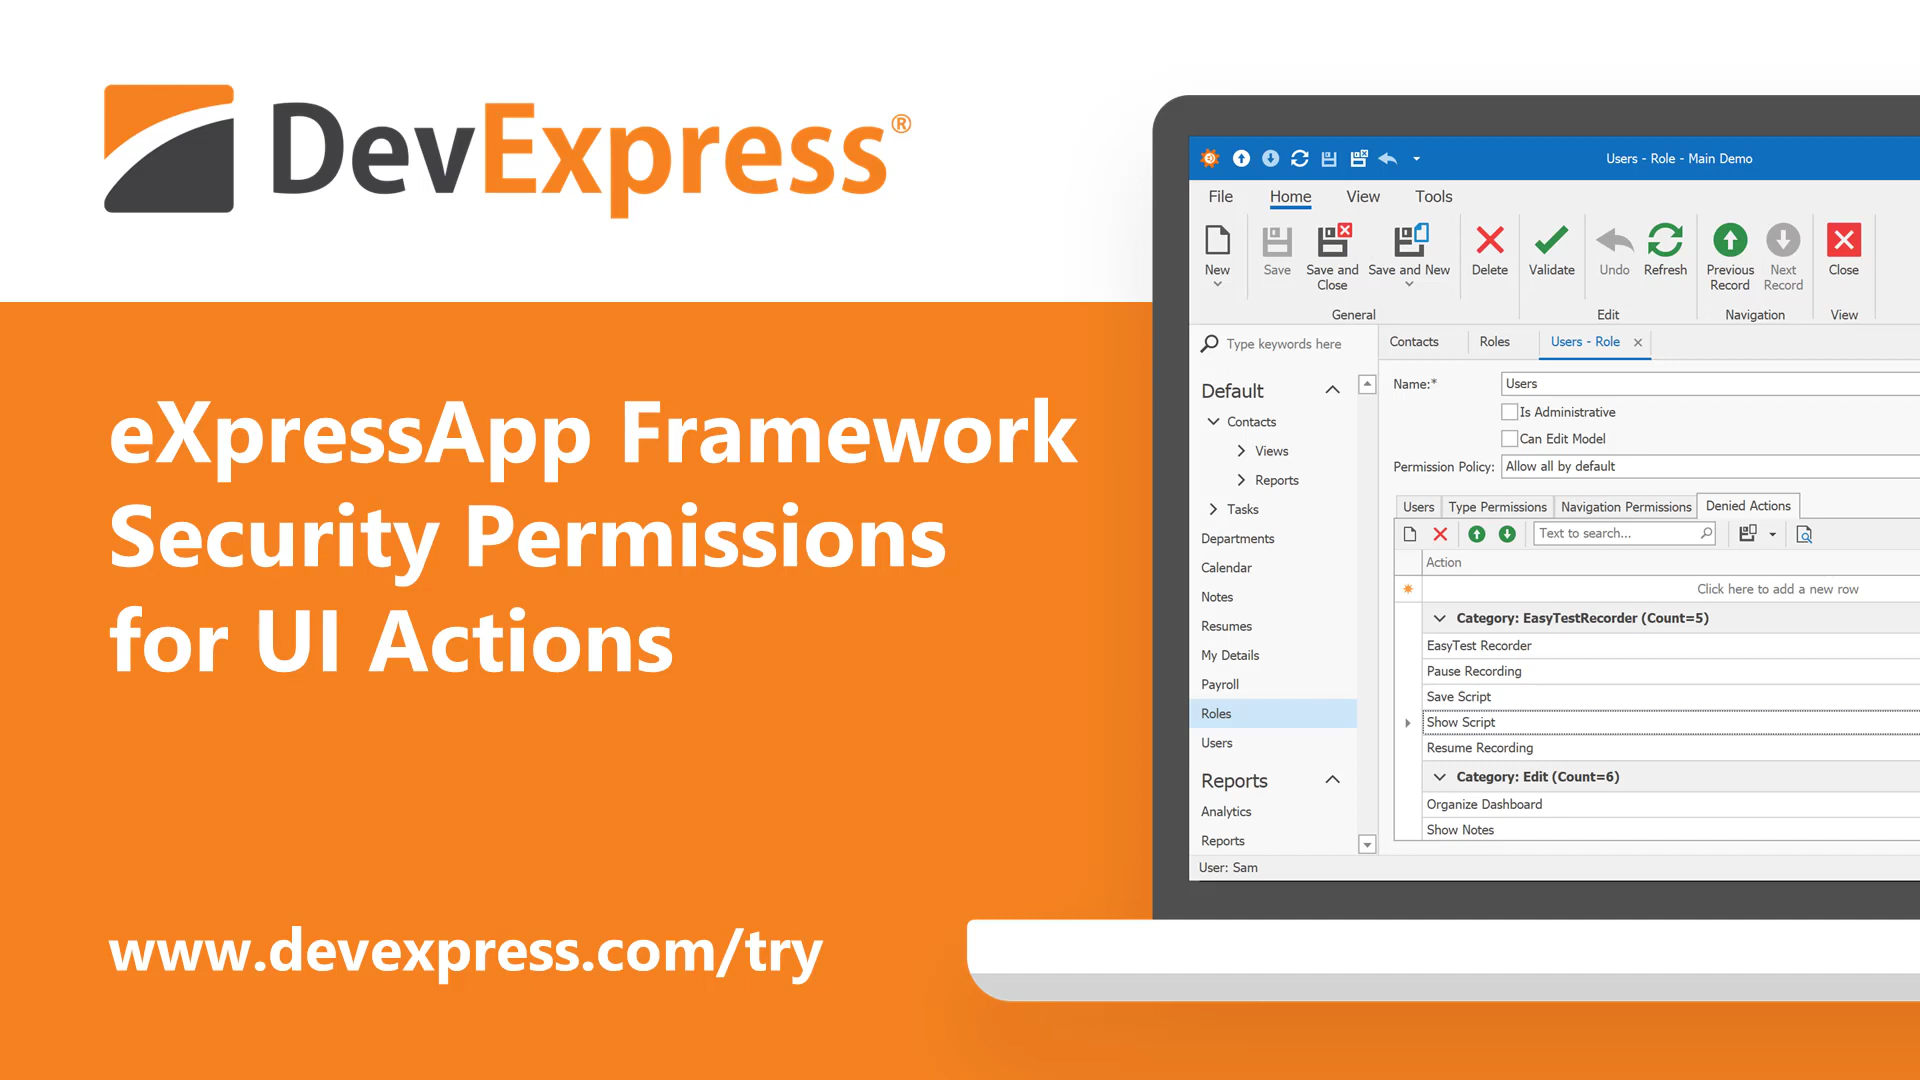 DevExpress®
eXpressApp Framework
Security Permissions
for UI Actions
www.devexpress.com/try
Users - Role - Main Demo
File Home View Tools
New Save Save and Close Save and New Delete Validate Undo Refresh Previous Record Next Record Close
General Edit Navigation View
Type keywords here
Default
Contacts
Views
Reports
Tasks
Departments
Calendar
Notes
Resumes
My Details
Payroll
Roles
Users
Reports
Analytics
Reports
User: Sam
Contacts Roles Users - Role
Name:* Users
Is Administrative
Can Edit Model
Permission Policy: Allow all by default
Users Type Permissions Navigation Permissions Denied Actions
Text to search...
Action
Click here to add a new row
Category: EasyTestRecorder (Count=5)
EasyTest Recorder
Pause Recording
Save Script
Show Script
Resume Recording
Category: Edit (Count=6)
Organize Dashboard
Show Notes